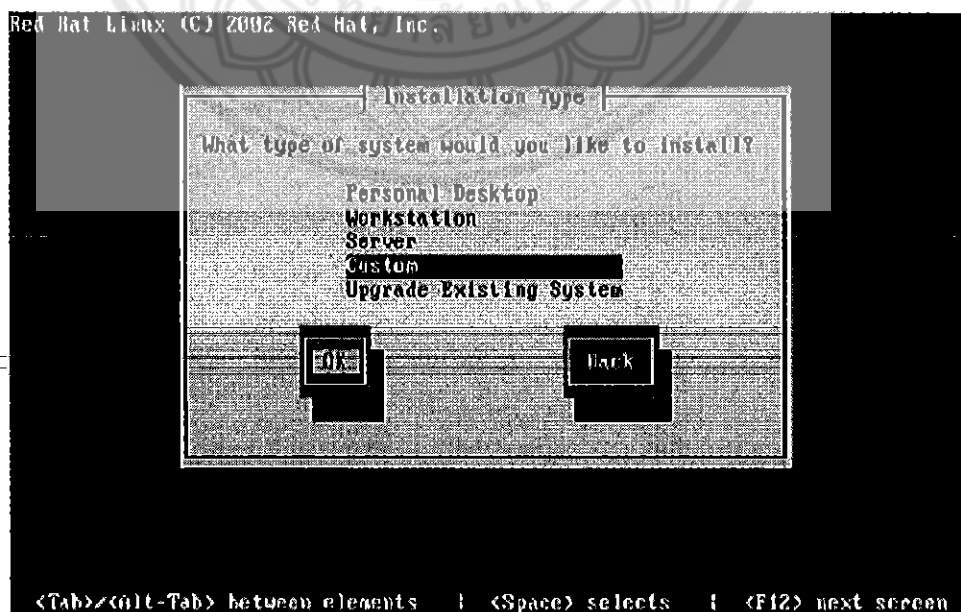 Red Hat Linux (C) 2002 Red Hat, Inc.
Installation Type
What type of system would you like to install?
Personal Desktop
Workstation
Server
Custom
Upgrade Existing System
OK
Back
<Tab>/<Alt-Tab> between elements | <Space> selects | <F12> next screen